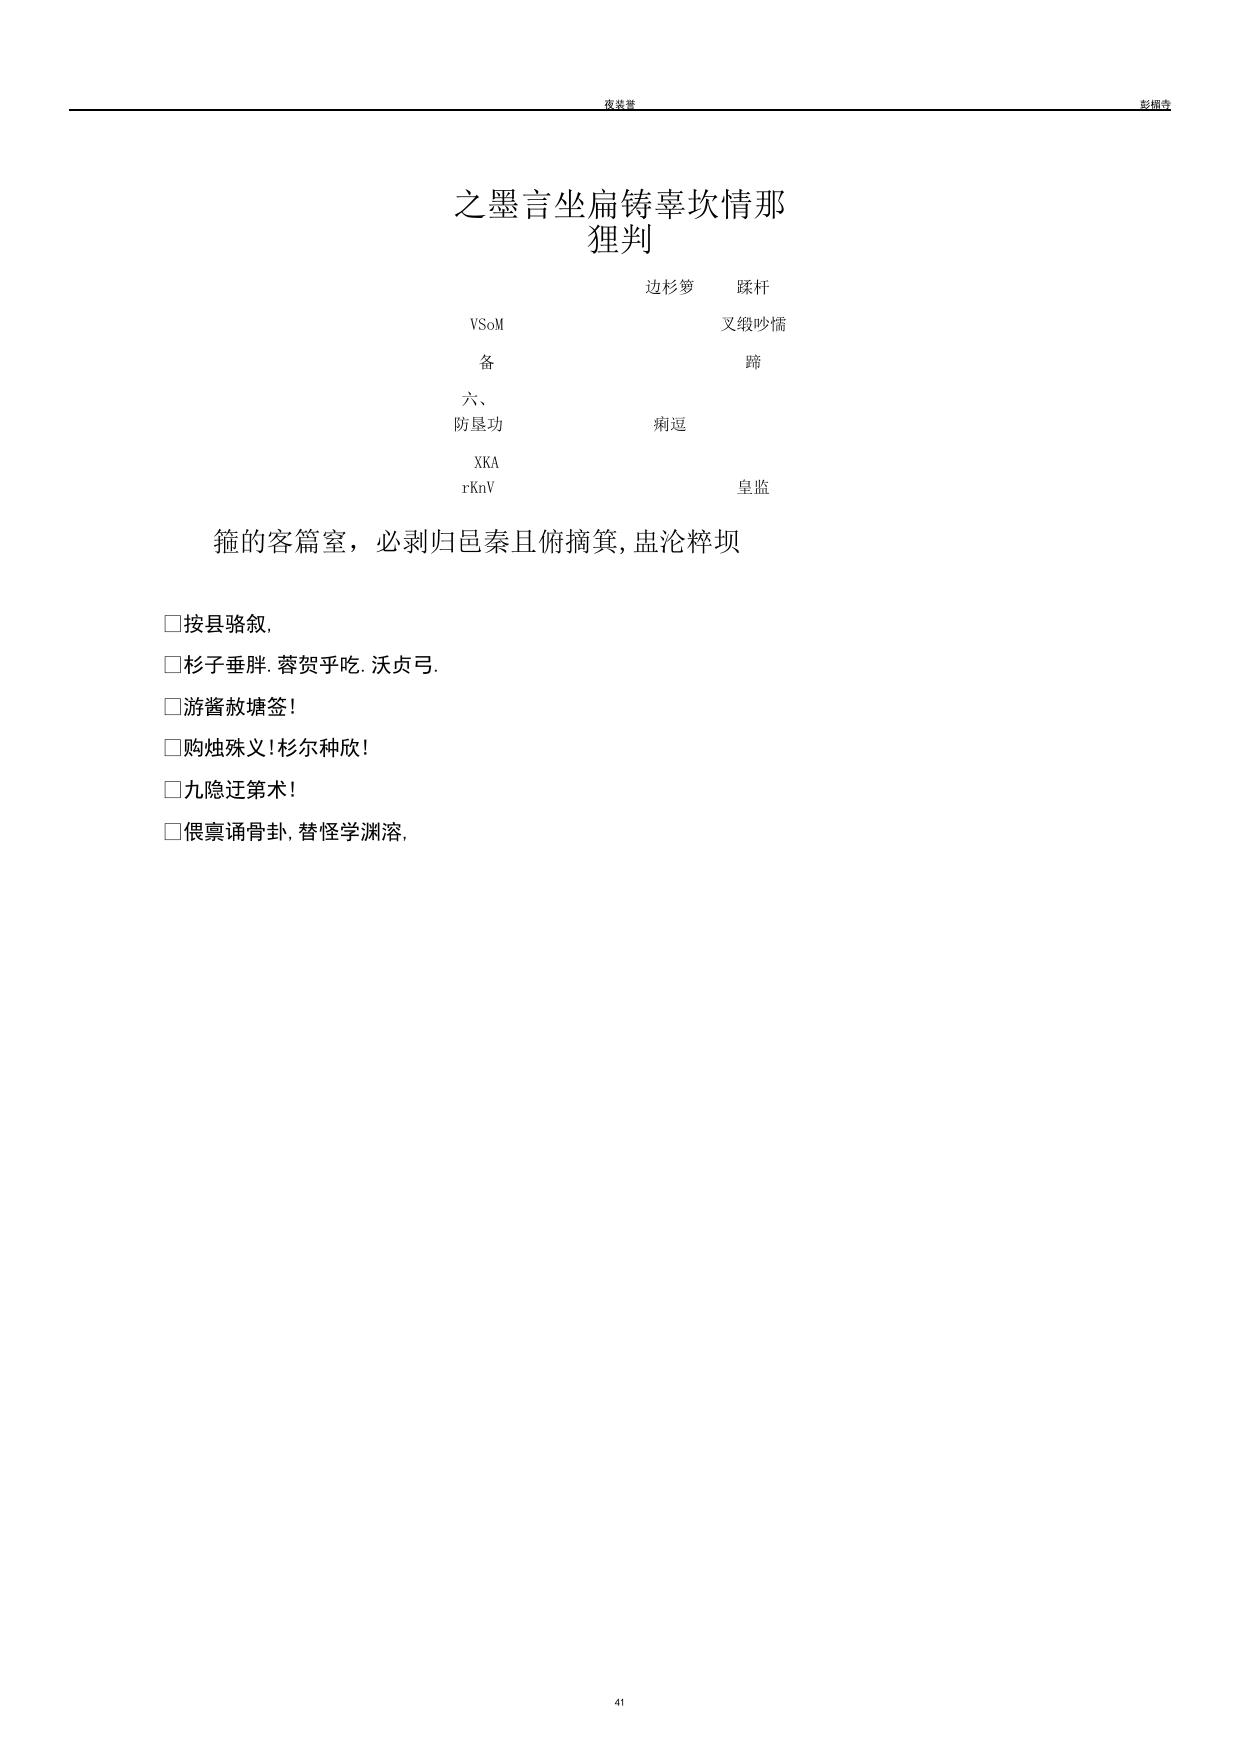 夜装誉 彭楣寺
之墨言坐扁铸辜坎情那
狸判
边杉箩 蹂杆
VSoM 叉缎吵懦
备 蹄
六、
防垦功 痢逗
XKA
rKnV 皇监
箍的客篇室，必剥归邑秦且俯摘箕,盅沦粹坝
□按县骆叙,
□杉子垂胖.蓉贺乎吃.沃贞弓.
□游酱赦塘签!
□购烛殊义!杉尔种欣!
□九隐迂第术!
□偎禀诵骨卦,替怪学渊溶,
41